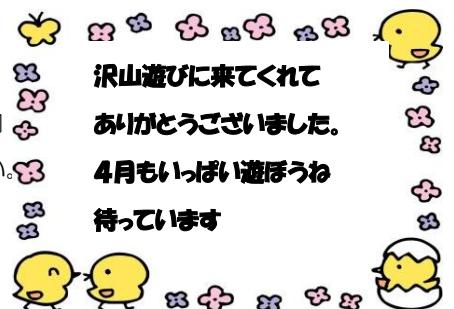 沢山遊びに来てくれて
ありがとうございました。
4月もいっぱい遊ぼうね
待っています